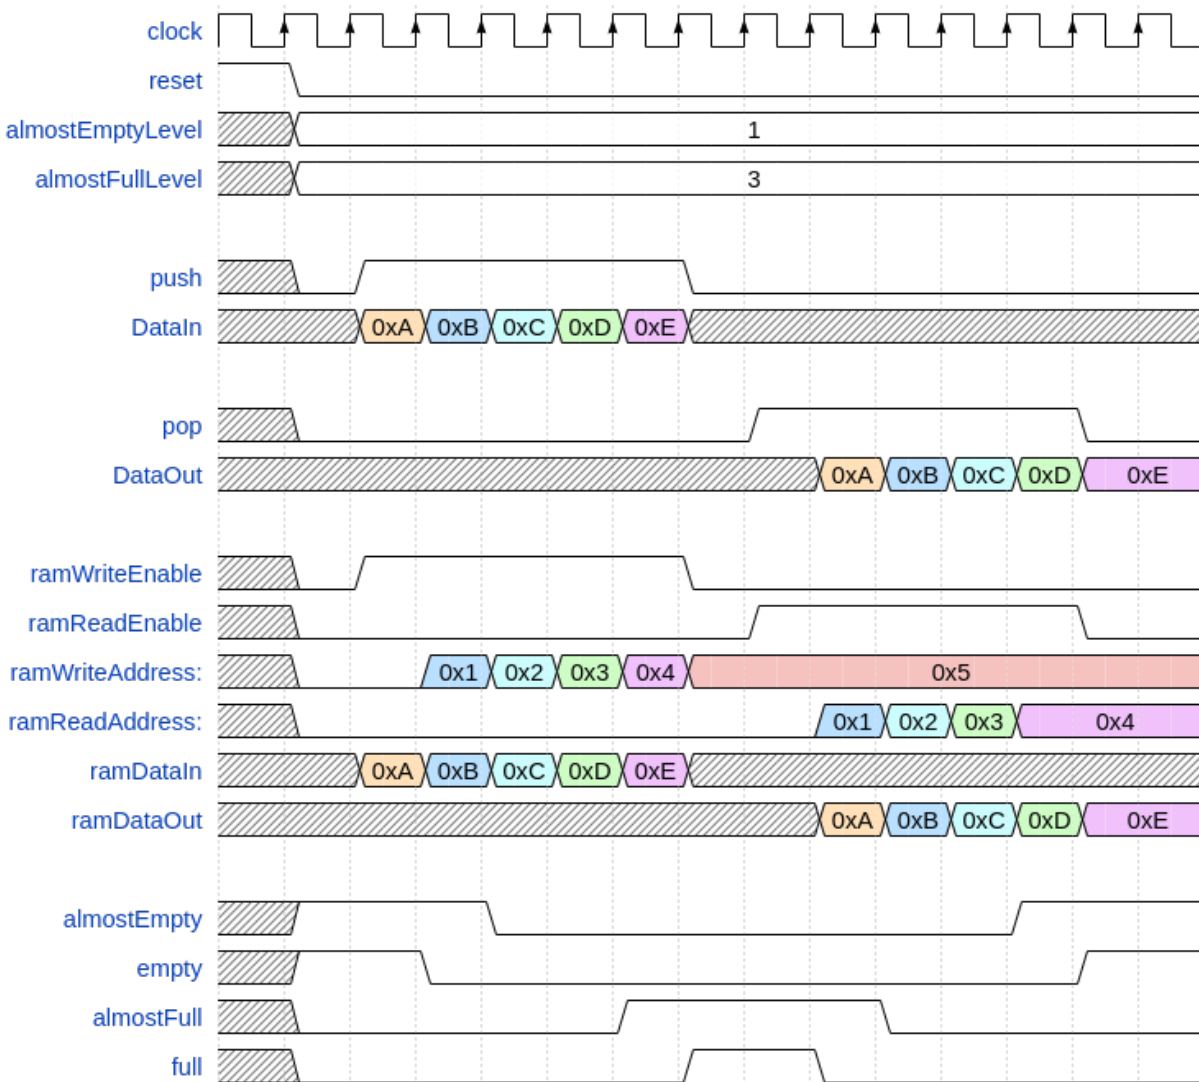 clock
reset
almostEmptyLevel 1
almostFullLevel 3
push
DataIn 0xA 0xB 0xC 0xD 0xE
pop
DataOut 0xA 0xB 0xC 0xD 0xE
ramWriteEnable
ramReadEnable
ramWriteAddress: 0x1 0x2 0x3 0x4 0x5
ramReadAddress: 0x1 0x2 0x3 0x4
ramDataIn 0xA 0xB 0xC 0xD 0xE
ramDataOut 0xA 0xB 0xC 0xD 0xE
almostEmpty
empty
almostFull
full